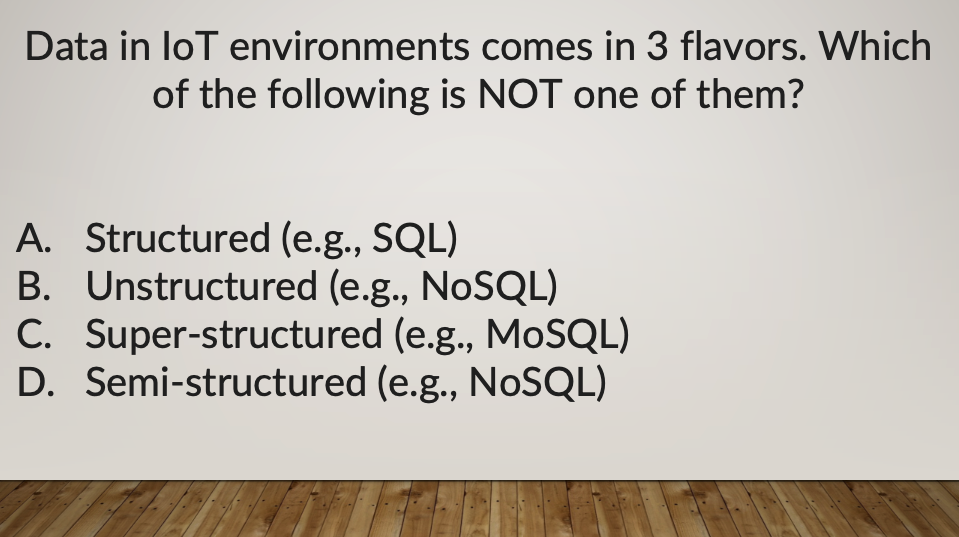 Data in IoT environments comes in 3 flavors. Which
of the following is NOT one of them?
A. Structured (e.g., SQL)
B. Unstructured (e.g., NoSQL)
C. Super-structured (e.g., MoSQL)
D. Semi-structured (e.g., NoSQL)